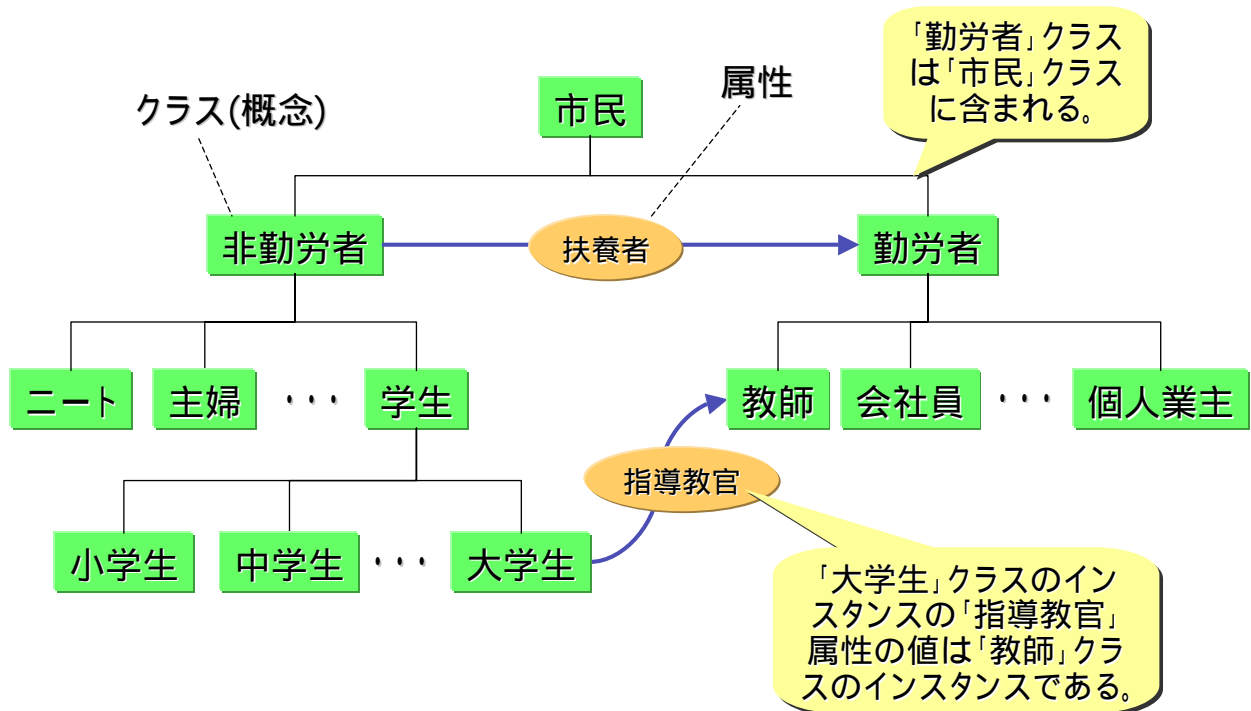 「勤労者」クラス
は「市民」クラス
に含まれる。
属性
クラス(概念)
市民
非勤労者
扶養者
勤労者
ニート
主婦
・・・
学生
教師
会社員
・・・
個人業主
指導教官
小学生
中学生
・・・
大学生
「大学生」クラスのイン
スタンスの「指導教官」
属性の値は「教師」クラ
スのインスタンスである。